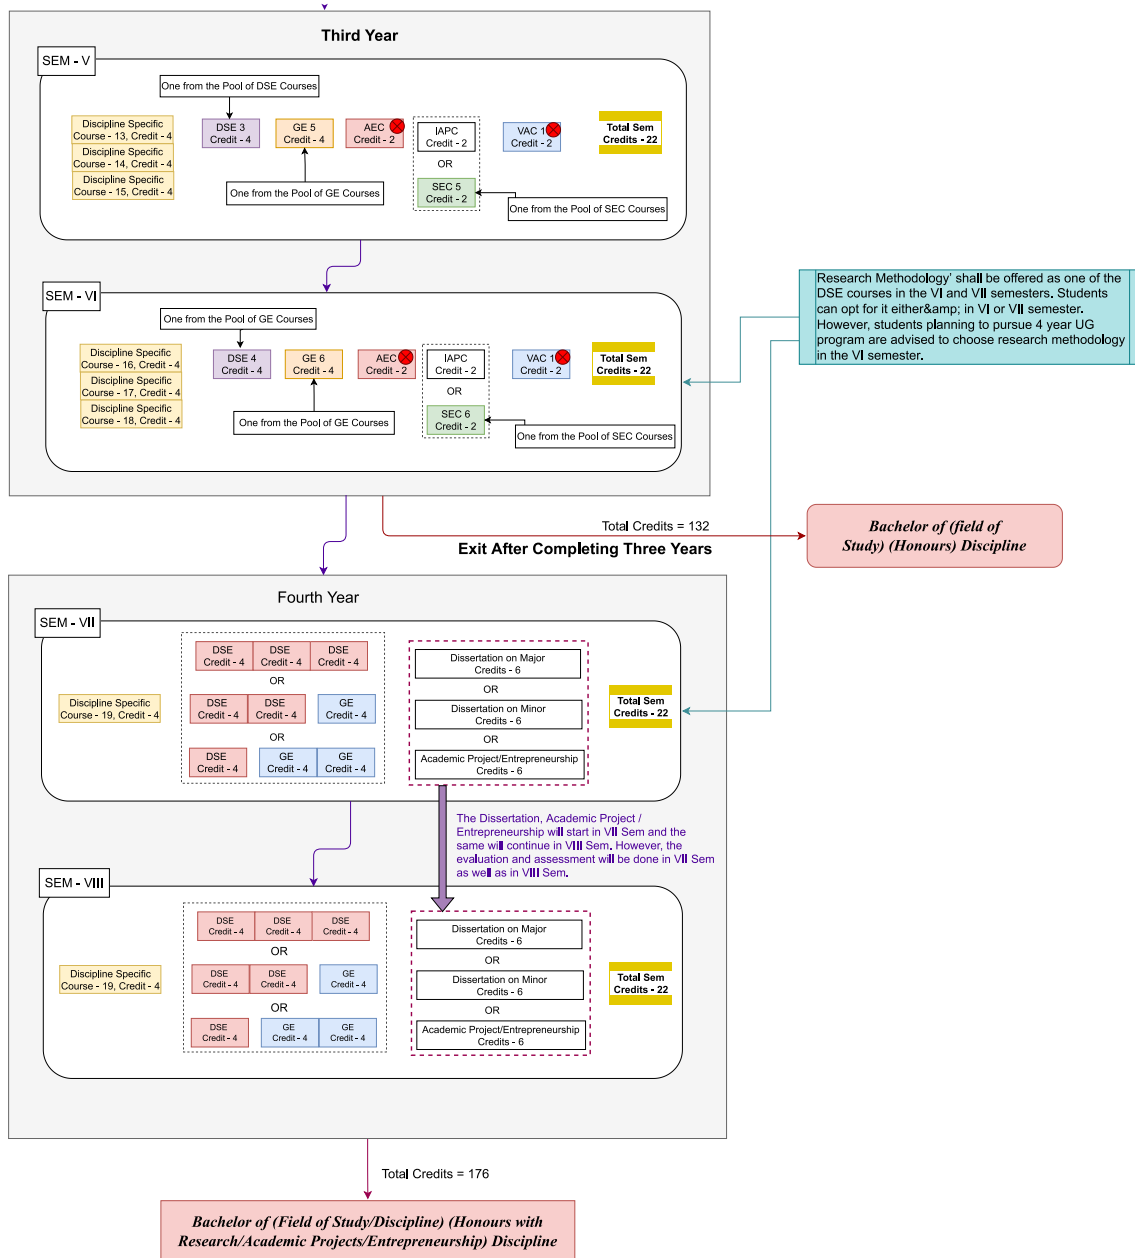 Third Year
SEM - V
One from the Pool of DSE Courses
Discipline Specific
Course - 13, Credit - 4
Discipline Specific
Course - 14, Credit - 4
Discipline Specific
Course - 15, Credit - 4
DSE 3
Credit - 4
GE 5
Credit - 4
AEC
Credit - 2
IAPC
Credit - 2
OR
SEC 5
Credit - 2
VAC 1
Credit - 2
Total Sem
Credits - 22
One from the Pool of GE Courses
One from the Pool of SEC Courses
SEM - VI
One from the Pool of GE Courses
Discipline Specific
Course - 16, Credit - 4
Discipline Specific
Course - 17, Credit - 4
Discipline Specific
Course - 18, Credit - 4
DSE 4
Credit - 4
GE 6
Credit - 4
AEC
Credit - 2
IAPC
Credit - 2
OR
SEC 6
Credit - 2
VAC 1
Credit - 2
Total Sem
Credits - 22
One from the Pool of GE Courses
One from the Pool of SEC Courses
Research Methodology' shall be offered as one of the
DSE courses in the VI and VII semesters. Students
can opt for it either&amp; in VI or VII semester.
However, students planning to pursue 4 year UG
program are advised to choose research methodology
in the VI semester.
Total Credits = 132
Exit After Completing Three Years
Bachelor of (field of
Study) (Honours) Discipline
Fourth Year
SEM - VII
Discipline Specific
Course - 19, Credit - 4
DSE
Credit - 4
DSE
Credit - 4
DSE
Credit - 4
OR
DSE
Credit - 4
DSE
Credit - 4
GE
Credit - 4
OR
DSE
Credit - 4
GE
Credit - 4
GE
Credit - 4
Dissertation on Major
Credits - 6
OR
Dissertation on Minor
Credits - 6
OR
Academic Project/Entrepreneurship
Credits - 6
Total Sem
Credits - 22
The Dissertation, Academic Project /
Entrepreneurship will start in VII Sem and the
same will continue in VIII Sem. However, the
evaluation and assessment will be done in VII Sem
as well as in VIII Sem.
SEM - VIII
Discipline Specific
Course - 19, Credit - 4
DSE
Credit - 4
DSE
Credit - 4
DSE
Credit - 4
OR
DSE
Credit - 4
DSE
Credit - 4
GE
Credit - 4
OR
DSE
Credit - 4
GE
Credit - 4
GE
Credit - 4
Dissertation on Major
Credits - 6
OR
Dissertation on Minor
Credits - 6
OR
Academic Project/Entrepreneurship
Credits - 6
Total Sem
Credits - 22
Total Credits = 176
Bachelor of (Field of Study/Discipline) (Honours with
Research/Academic Projects/Entrepreneurship) Discipline